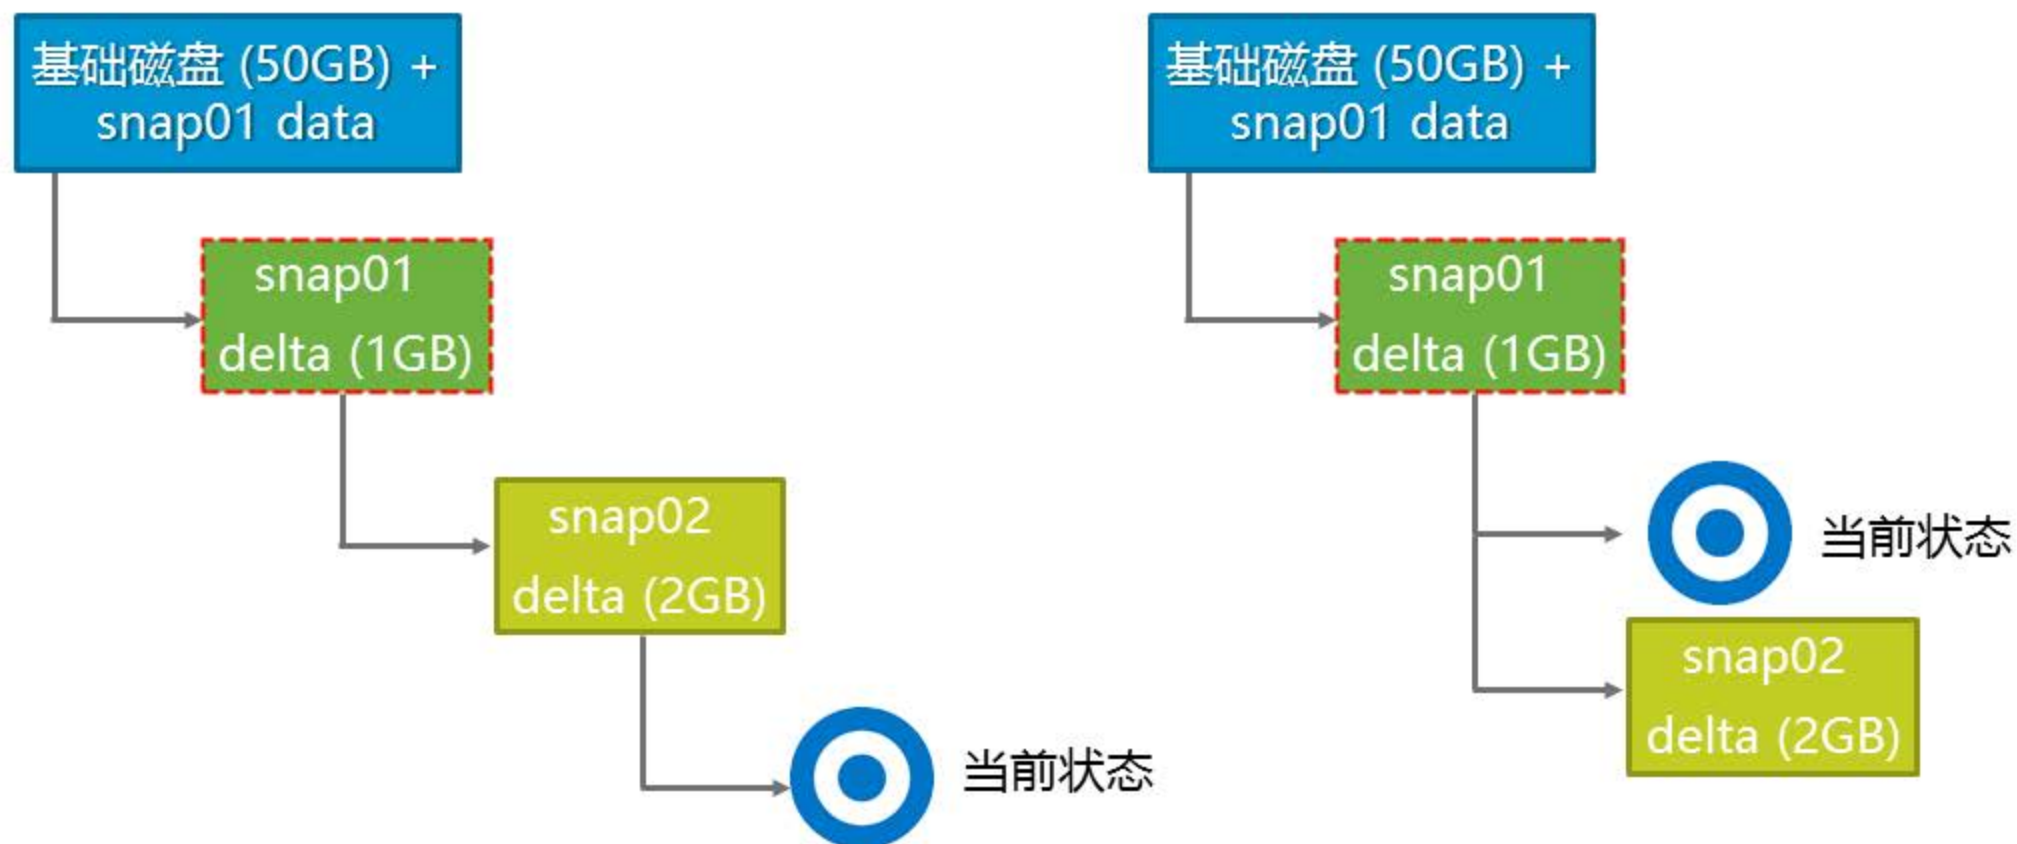 基础磁盘 (50GB) +
snap01 data
snap01
delta (1GB)
snap02
delta (2GB)
当前状态
基础磁盘 (50GB) +
snap01 data
snap01
delta (1GB)
当前状态
snap02
delta (2GB)